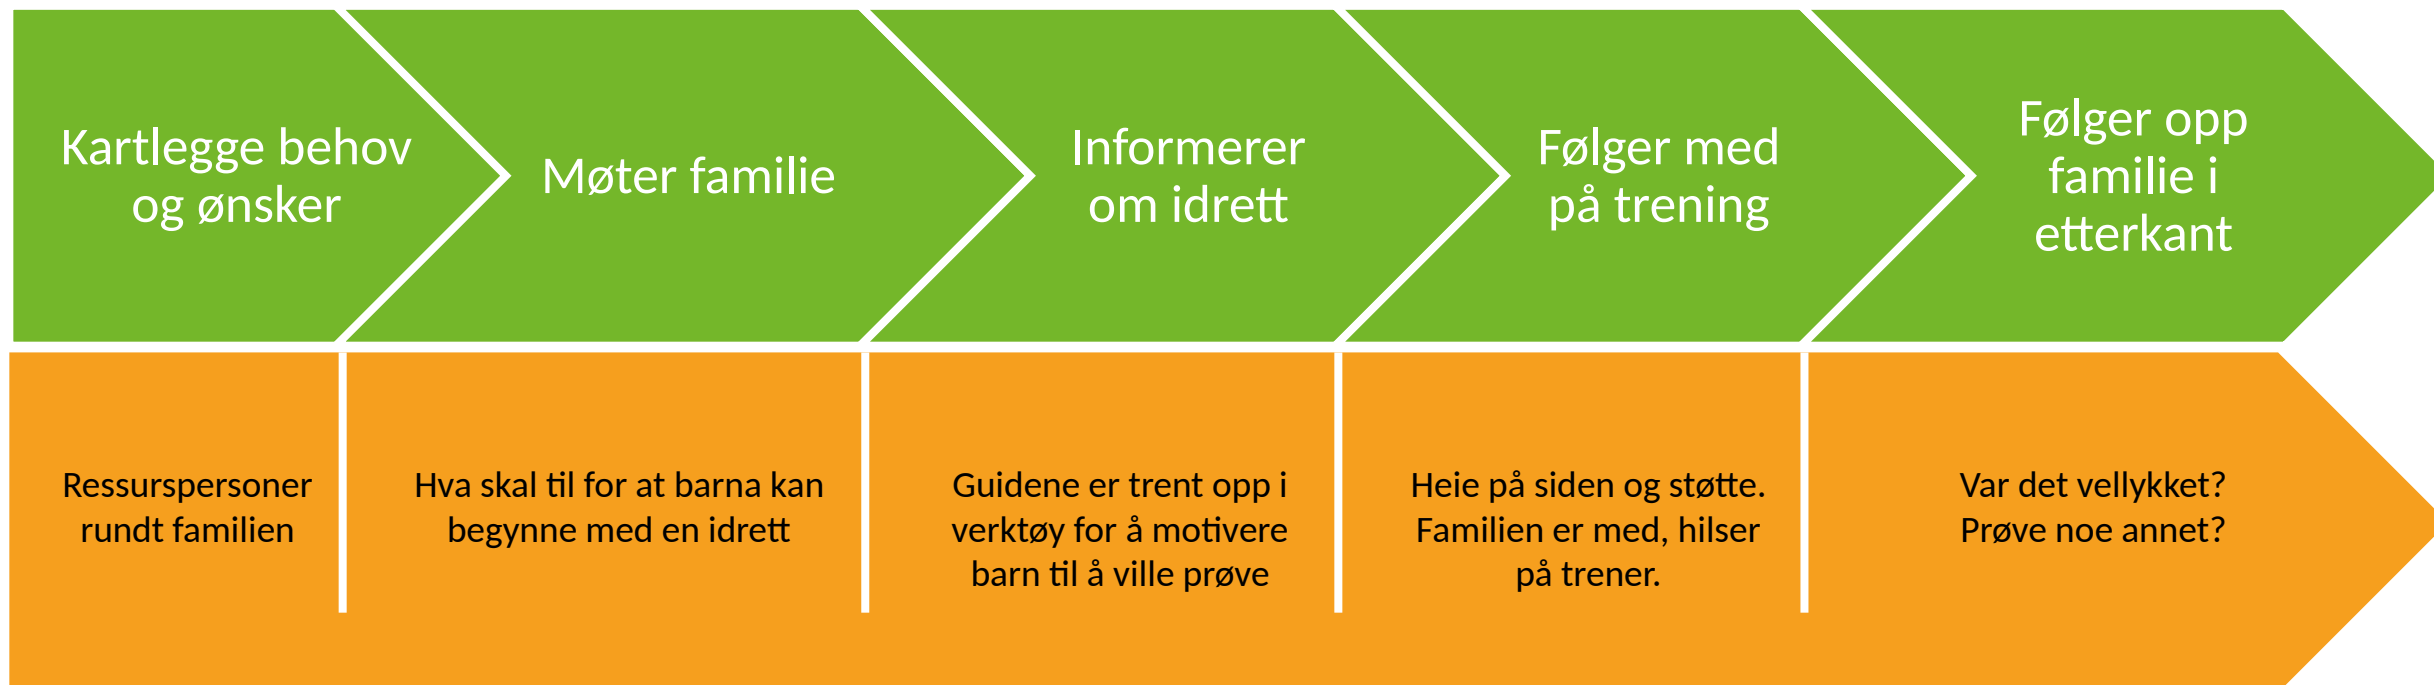 Kartlegge behov
og ønsker
Møter familie
Informerer
om idrett
Følger med
på trening
Følger opp
familie i
etterkant
Ressurspersoner
rundt familien
Hva skal til for at barna kan
begynne med en idrett
Guidene er trent opp i
verktøy for å motivere
barn til å ville prøve
Heie på siden og støtte.
Familien er med, hilser
på trener.
Var det vellykket?
Prøve noe annet?